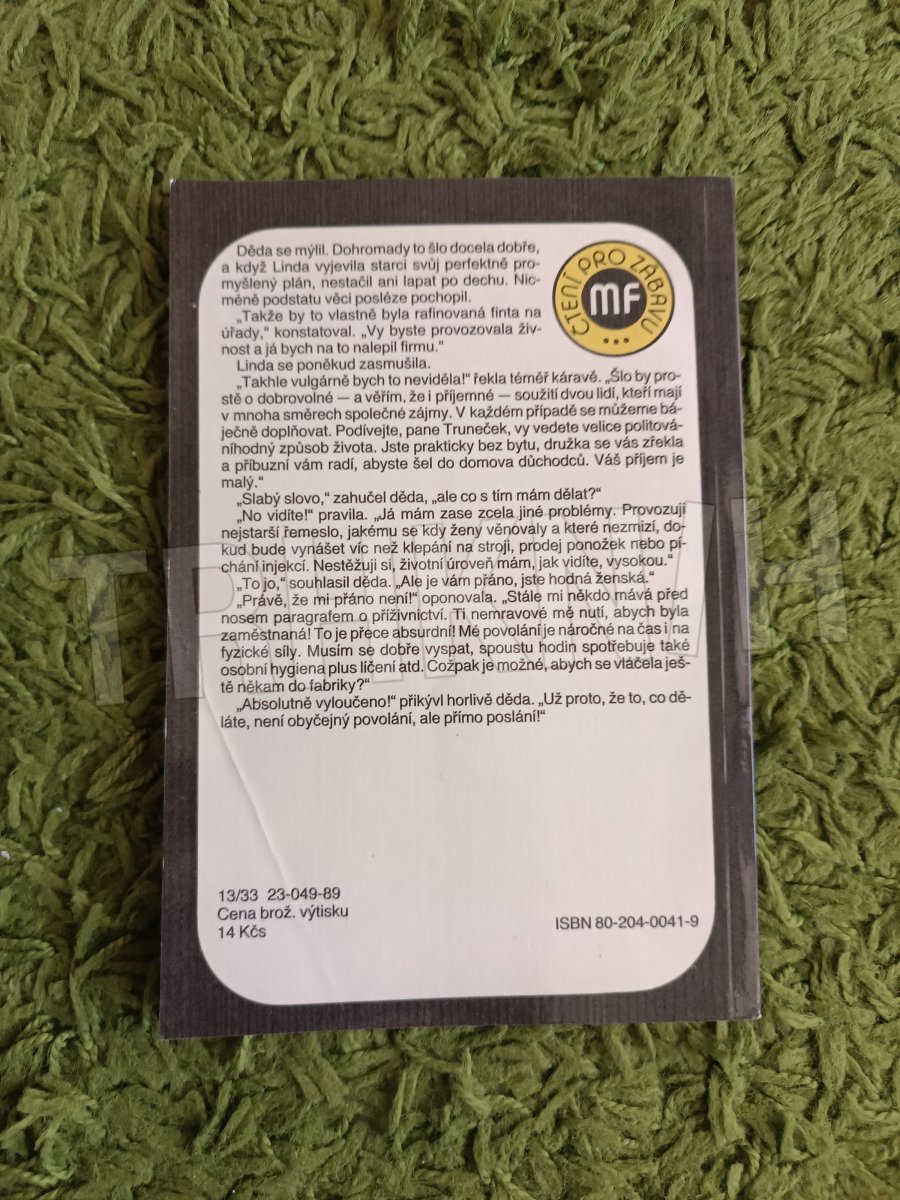 Děda se mýlil. Dohromady to šlo docela dobře,
a když Linda vyjevila starci svůj perfektně pro-
myšlený plán, nestačil ani lapat po dechu. Nic-
méně podstatu věci posléze pochopil.
„Takže by to vlastně byla rafinovaná finta na
úřady,“ konstatoval. „Vy byste provozovala živ-
nost a já bych na to nalepil firmu.“
Linda se poněkud zasmušila.
„Takhle vulgárně bych to neviděla!“ řekla téměř káravě. „Šlo by pro-
stě o dobrovolné — a věřím, že i příjemné — soužití dvou lidí, kteří mají
v mnoha směrech společné zájmy. V každém případě se můžeme bá-
ječně doplňovat. Podívejte, pane Truneček, vy vedete velice politová-
níhodný způsob života. Jste prakticky bez bytu, družka se vás zřekla
a příbuzní vám radí, abyste šel do domova důchodců. Váš příjem je
malý.“
„Slabý slovo,“ zahučel děda, „ale co s tím mám dělat?“
„No vidíte!“ pravila. „Já mám zase zcela jiné problémy. Provozuji
nejstarší řemeslo, jakému se kdy ženy věnovaly a které nezmizí, do-
kud bude vynášet víc než klepání na stroji, prodej ponožek nebo pí-
chání injekcí. Nestěžuji si, životní úroveň mám, jak vidíte, vysokou.“
„To jo,“ souhlasil děda. „Ale je vám přáno, jste hodná ženská.“
„Právě, že mi přáno není!“ oponovala. „Stále mi někdo mává před
nosem paragrafem o příživnictví. Ti nemravové mě nutí, abych byla
zaměstnaná! To je přece absurdní! Mé povolání je náročné na čas i na
fyzické síly. Musím se dobře vyspat, spoustu hodin spotřebuje také
osobní hygiena plus líčení atd. Cožpak je možné, abych se vláčela ješ-
tě někam do fabriky?“
„Absolutně vyloučeno!“ přikývl horlivě děda. „Už proto, že to, co dě-
láte, není obyčejný povolání, ale přímo poslání!“
ČTENÍ PRO ZÁBAVU...
MF
13/33 23-049-89
Cena brož. výtisku
14 Kčs
ISBN 80-204-0041-9